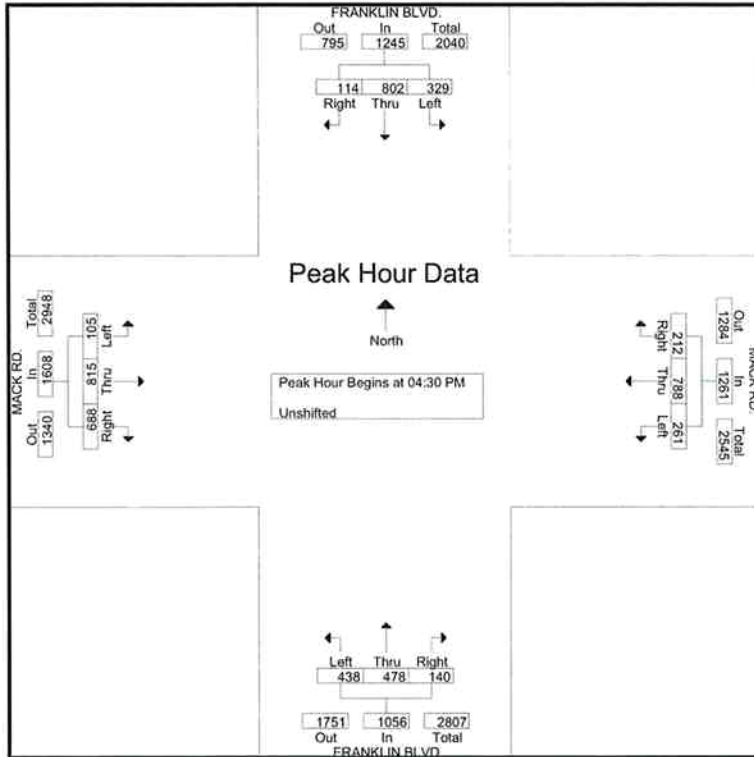 FRANKLIN BLVD.
Out In Total
795 1245 2040
114 802 329
Right Thru Left
Peak Hour Data
North
Peak Hour Begins at 04:30 PM
Unshifted
MACK RD.
Out In Total
1340 1608 2948
105 815 688
Left Thru Right
MACK RD.
Out In Total
1284 1261 2545
212 788 261
Right Thru Left
Left Thru Right
438 478 140
1751 1056 2807
Out In Total
FRANKLIN BLVD